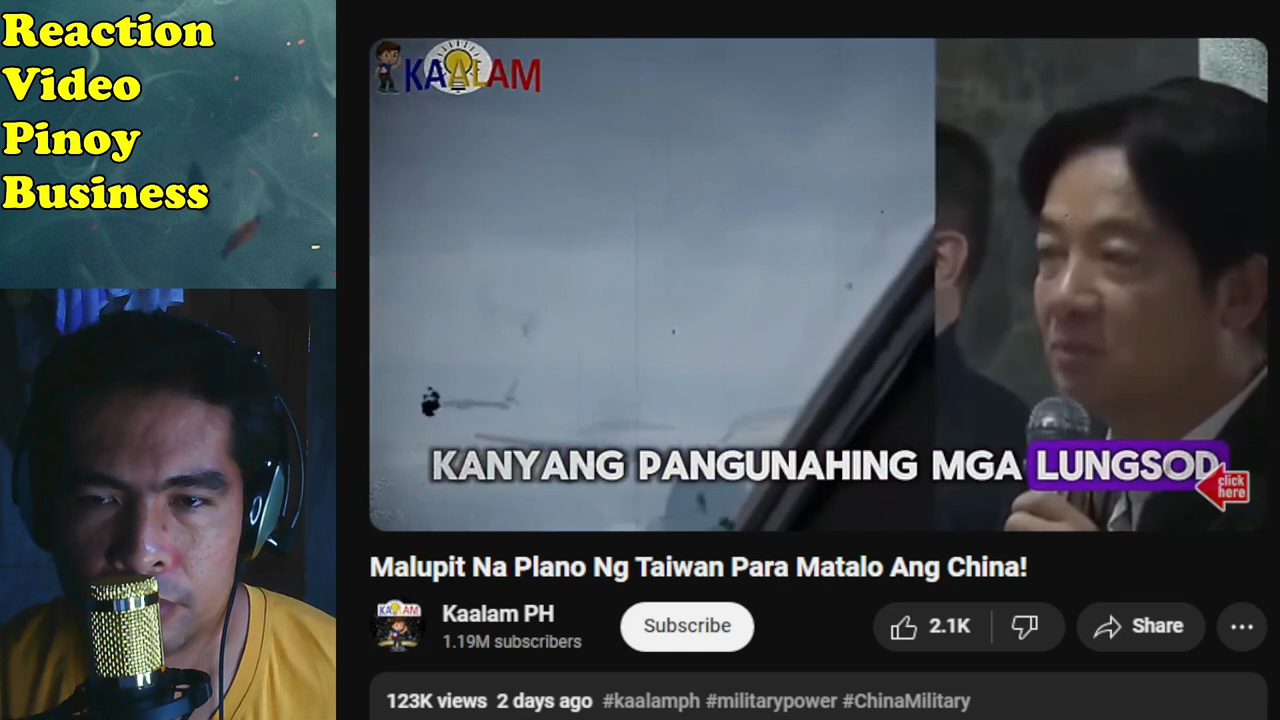 Reaction
Video
Pinoy
Business
KAALAM
KANYANG PANGUNAHING MGA LUNGSOD
click
here
Malupit Na Plano Ng Taiwan Para Matalo Ang China!
KAALAM
Kaalam PH
1.19M subscribers
Subscribe
2.1K
Share
123K views 2 days ago #kaalamph #militarypower #ChinaMilitary